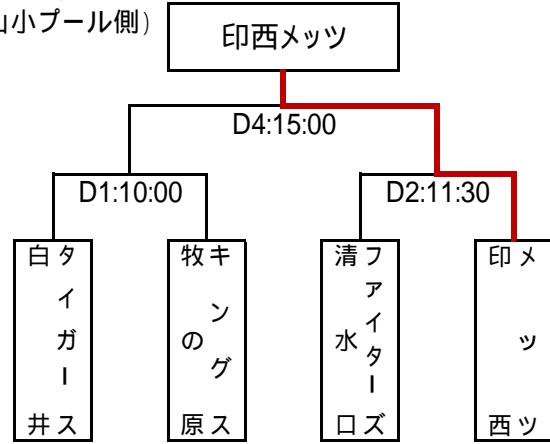 山小プール側）
印西メッツ
D4:15:00
D1:10:00
D2:11:30
白井タイガース
牧の原キングス
清水口ファイターズ
印西メッツ